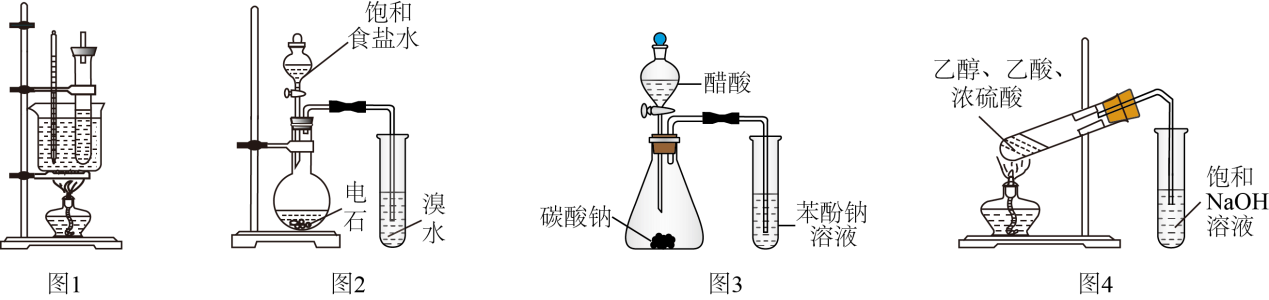 饱和
食盐水
电
石
溴
水
图1
图2
醋酸
碳酸钠
苯酚钠
溶液
图3
乙醇、乙酸、
浓硫酸
饱和
NaOH
溶液
图4